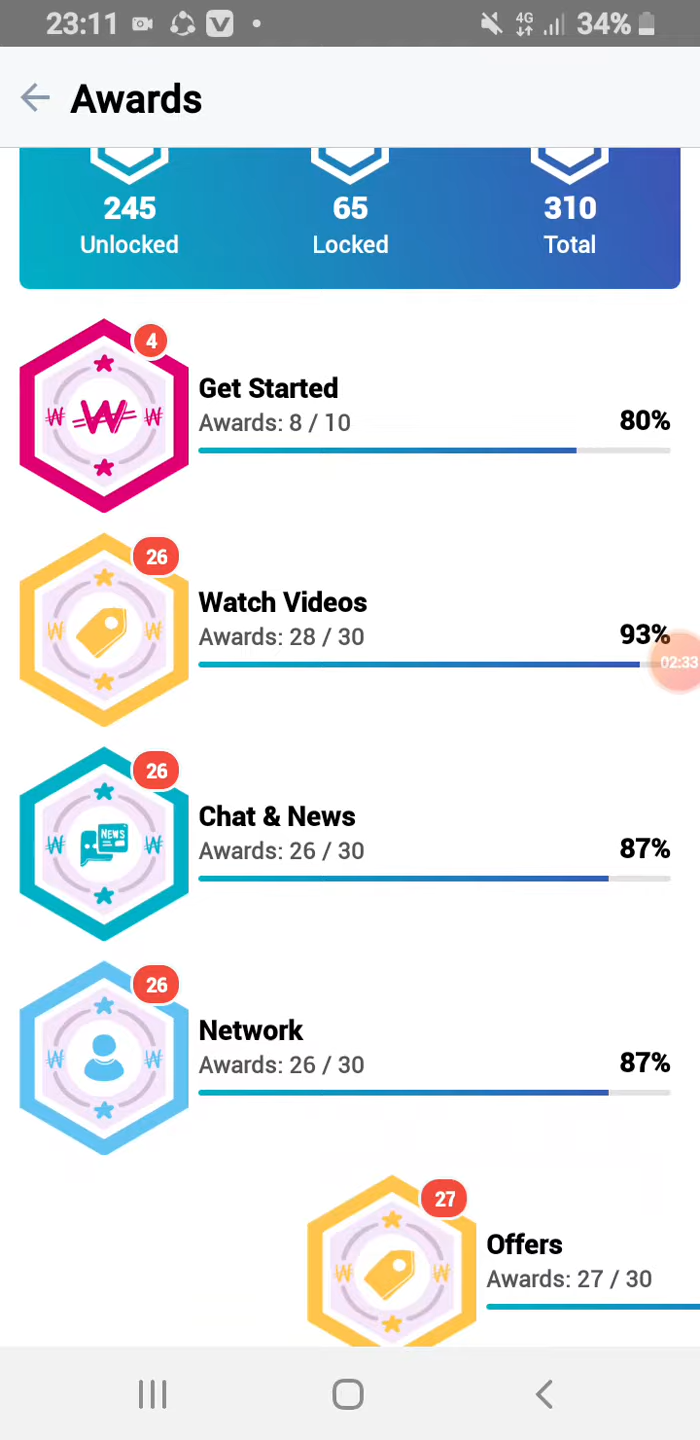 23:11 V 4G 34%
Awards
245 65 310
Unlocked Locked Total
4
Get Started
Awards: 8 / 10 80%
W W W
26
Watch Videos
Awards: 28 / 30 93%
W W
02:33
26
Chat & News
Awards: 26 / 30 87%
W NEWS W
26
Network
Awards: 26 / 30 87%
W W
27
Offers
Awards: 27 / 30
W W